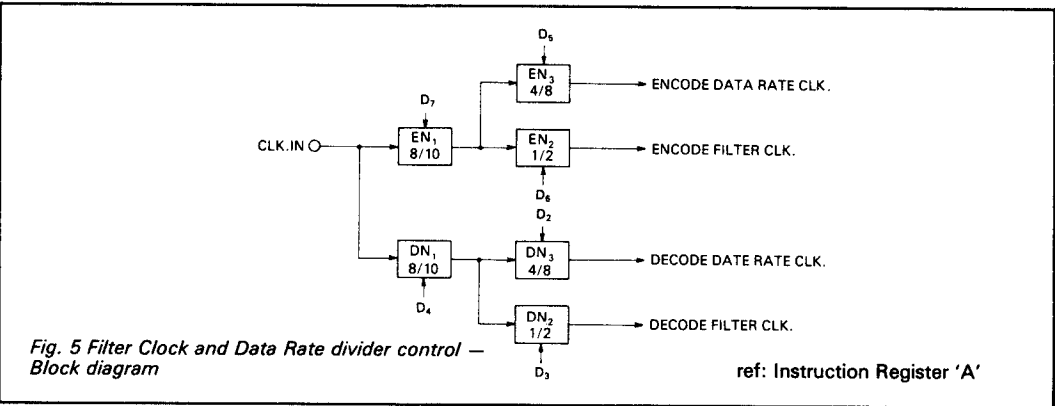 D₅
EN₃
4/8
ENCODE DATA RATE CLK.
D₇
CLK.IN
EN₁
8/10
EN₂
1/2
ENCODE FILTER CLK.
D₆
D₂
DN₁
8/10
DN₃
4/8
DECODE DATE RATE CLK.
D₄
DN₂
1/2
DECODE FILTER CLK.
D₃
Fig. 5 Filter Clock and Data Rate divider control —
Block diagram
ref: Instruction Register 'A'